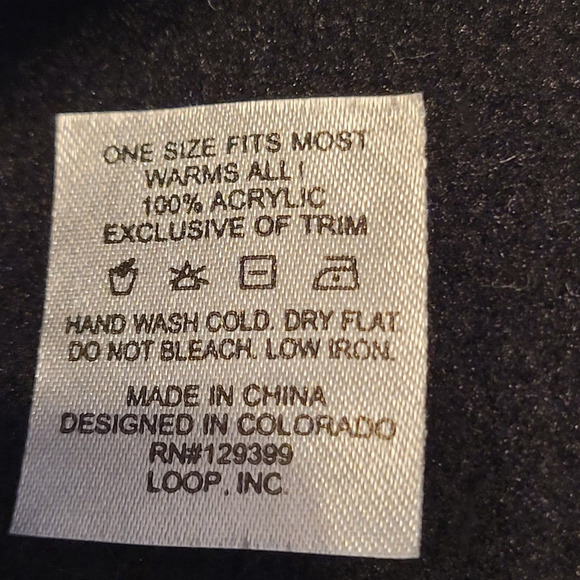 ONE SIZE FITS MOST
WARMS ALL!
100% ACRYLIC
EXCLUSIVE OF TRIM
HAND WASH COLD. DRY FLAT
DO NOT BLEACH. LOW IRON.
MADE IN CHINA
DESIGNED IN COLORADO
RN#129399
LOOP, INC.